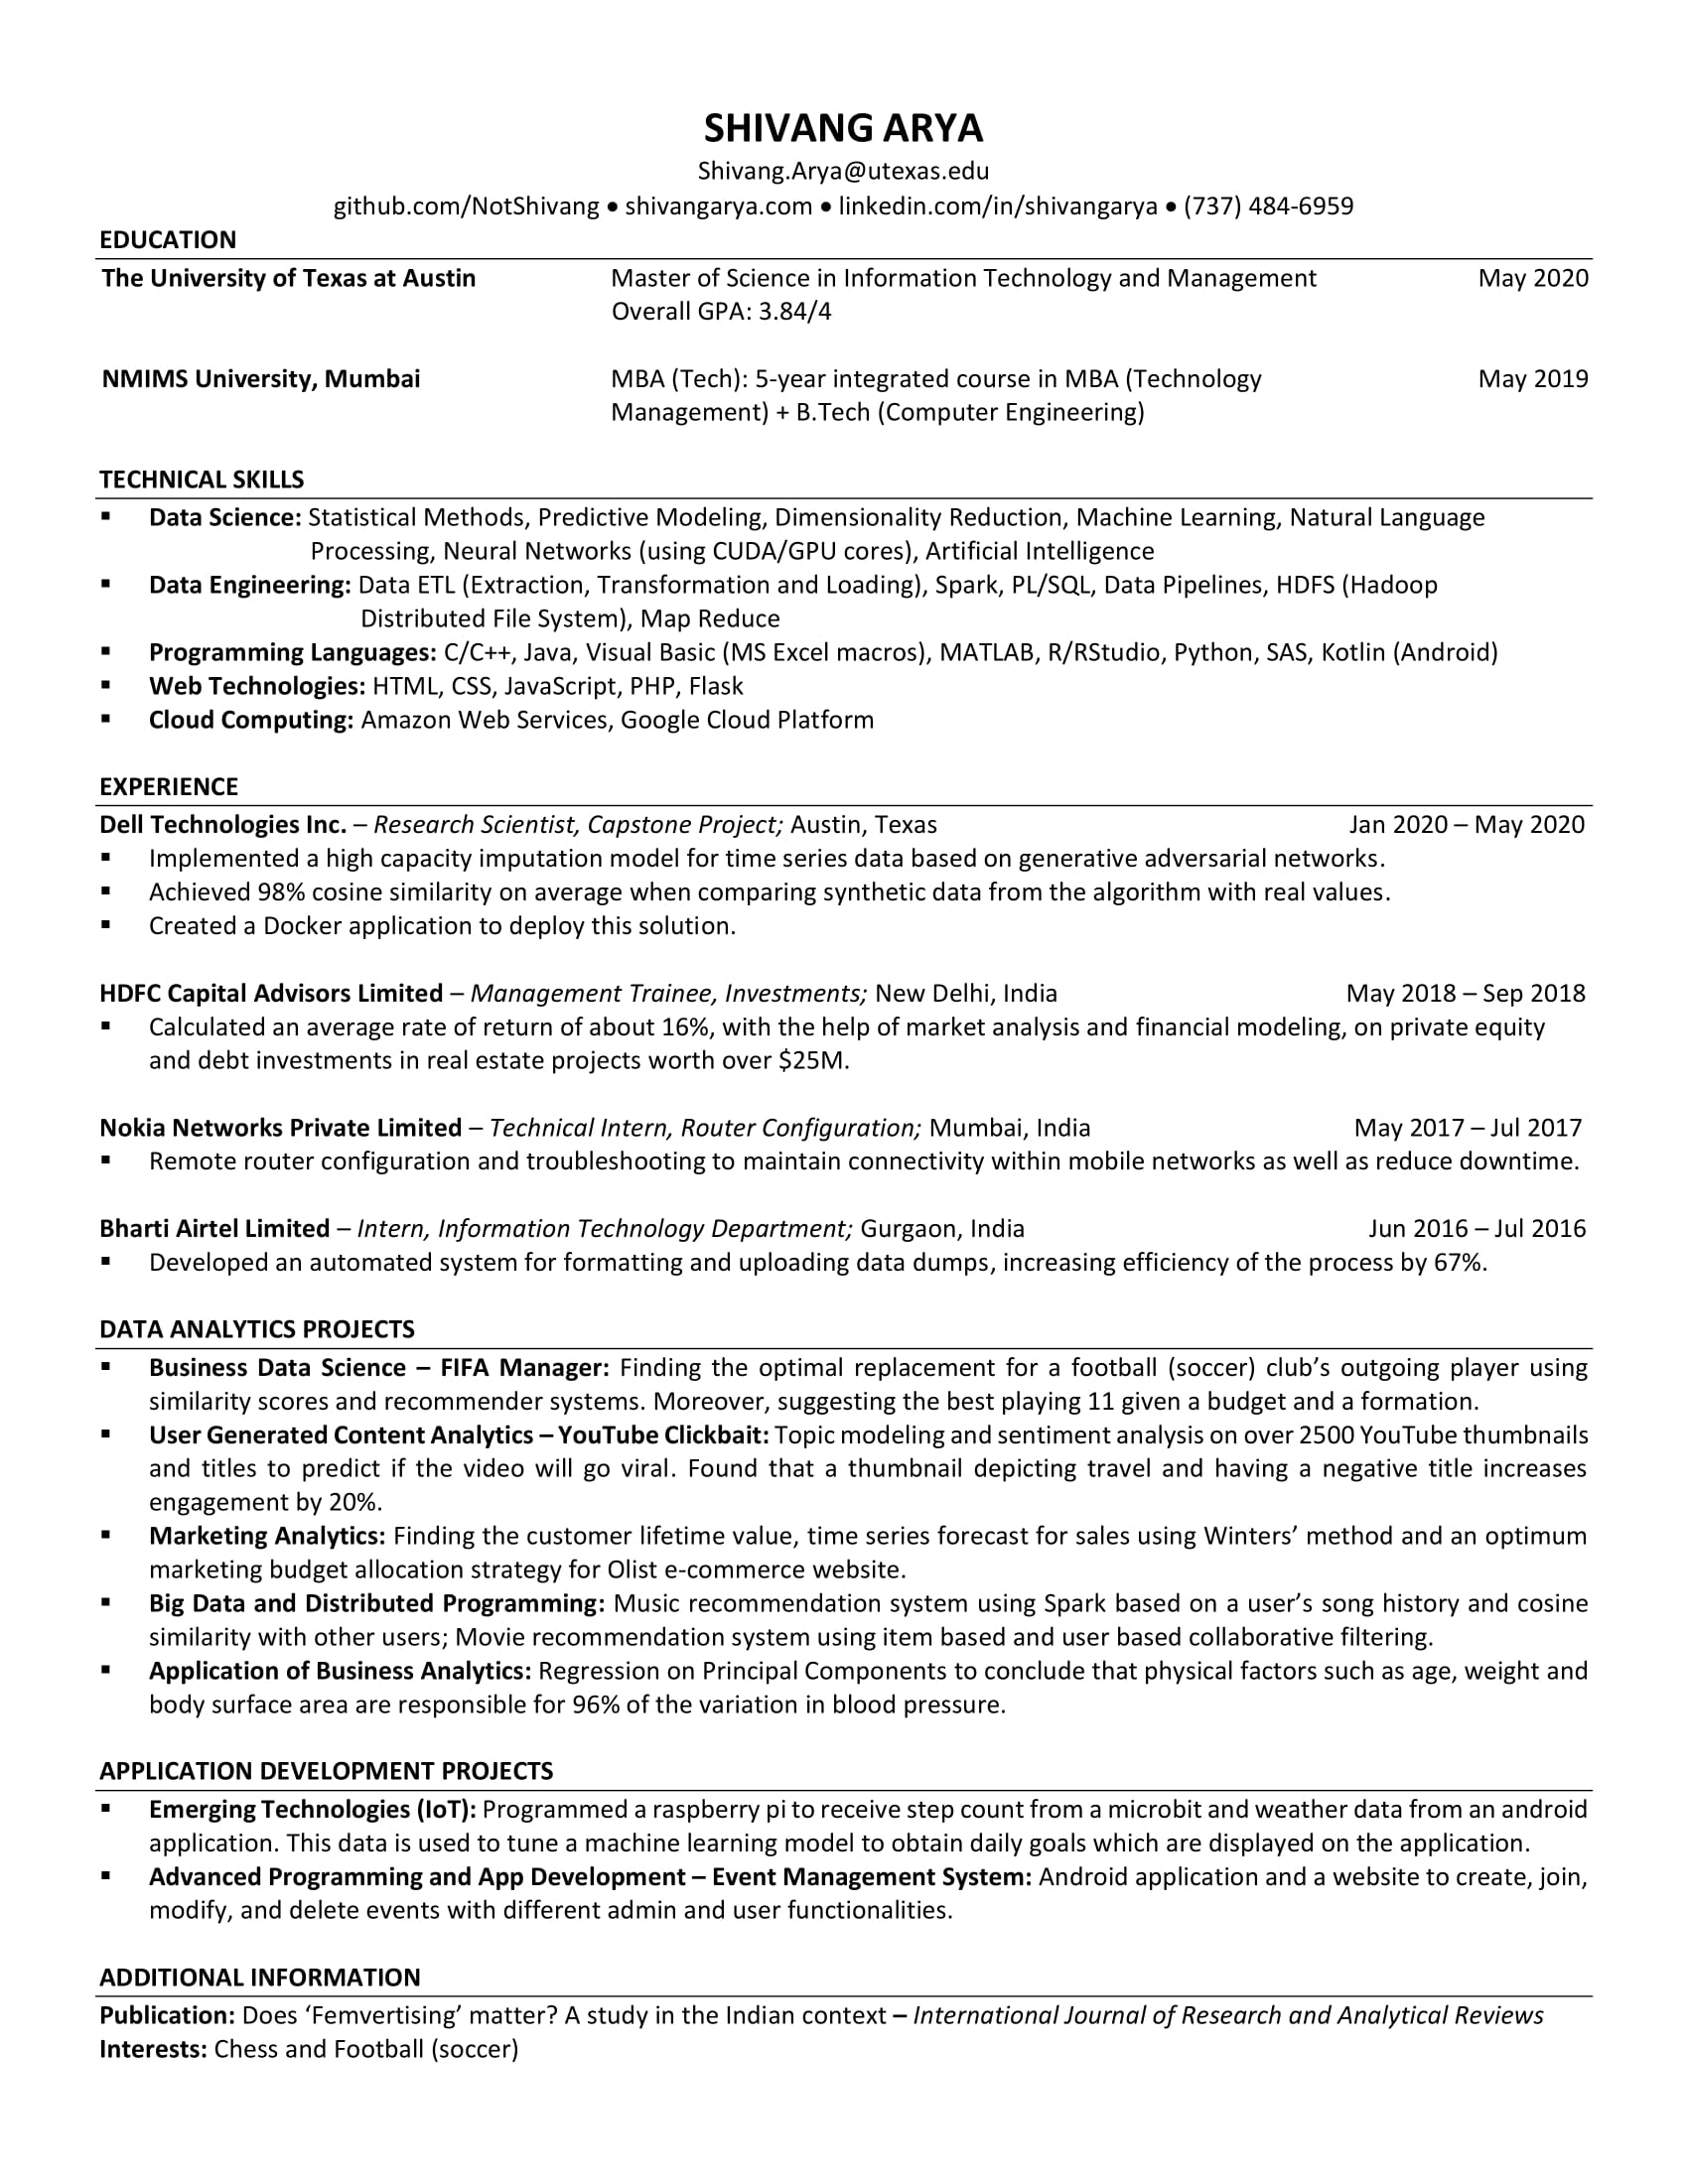 SHIVANG ARYA
Shivang.Arya@utexas.edu
github.com/NotShivang • shivangarya.com • linkedin.com/in/shivangarya • (737) 484-6959
EDUCATION
The University of Texas at Austin Master of Science in Information Technology and Management May 2020
Overall GPA: 3.84/4
NMIMS University, Mumbai MBA (Tech): 5-year integrated course in MBA (Technology May 2019
Management) + B.Tech (Computer Engineering)
TECHNICAL SKILLS
▪ Data Science: Statistical Methods, Predictive Modeling, Dimensionality Reduction, Machine Learning, Natural Language
Processing, Neural Networks (using CUDA/GPU cores), Artificial Intelligence
▪ Data Engineering: Data ETL (Extraction, Transformation and Loading), Spark, PL/SQL, Data Pipelines, HDFS (Hadoop
Distributed File System), Map Reduce
▪ Programming Languages: C/C++, Java, Visual Basic (MS Excel macros), MATLAB, R/RStudio, Python, SAS, Kotlin (Android)
▪ Web Technologies: HTML, CSS, JavaScript, PHP, Flask
▪ Cloud Computing: Amazon Web Services, Google Cloud Platform
EXPERIENCE
Dell Technologies Inc. – Research Scientist, Capstone Project; Austin, Texas Jan 2020 – May 2020
▪ Implemented a high capacity imputation model for time series data based on generative adversarial networks.
▪ Achieved 98% cosine similarity on average when comparing synthetic data from the algorithm with real values.
▪ Created a Docker application to deploy this solution.
HDFC Capital Advisors Limited – Management Trainee, Investments; New Delhi, India May 2018 – Sep 2018
▪ Calculated an average rate of return of about 16%, with the help of market analysis and financial modeling, on private equity
and debt investments in real estate projects worth over $25M.
Nokia Networks Private Limited – Technical Intern, Router Configuration; Mumbai, India May 2017 – Jul 2017
▪ Remote router configuration and troubleshooting to maintain connectivity within mobile networks as well as reduce downtime.
Bharti Airtel Limited – Intern, Information Technology Department; Gurgaon, India Jun 2016 – Jul 2016
▪ Developed an automated system for formatting and uploading data dumps, increasing efficiency of the process by 67%.
DATA ANALYTICS PROJECTS
▪ Business Data Science – FIFA Manager: Finding the optimal replacement for a football (soccer) club’s outgoing player using
similarity scores and recommender systems. Moreover, suggesting the best playing 11 given a budget and a formation.
▪ User Generated Content Analytics – YouTube Clickbait: Topic modeling and sentiment analysis on over 2500 YouTube thumbnails
and titles to predict if the video will go viral. Found that a thumbnail depicting travel and having a negative title increases
engagement by 20%.
▪ Marketing Analytics: Finding the customer lifetime value, time series forecast for sales using Winters’ method and an optimum
marketing budget allocation strategy for Olist e-commerce website.
▪ Big Data and Distributed Programming: Music recommendation system using Spark based on a user’s song history and cosine
similarity with other users; Movie recommendation system using item based and user based collaborative filtering.
▪ Application of Business Analytics: Regression on Principal Components to conclude that physical factors such as age, weight and
body surface area are responsible for 96% of the variation in blood pressure.
APPLICATION DEVELOPMENT PROJECTS
▪ Emerging Technologies (IoT): Programmed a raspberry pi to receive step count from a microbit and weather data from an android
application. This data is used to tune a machine learning model to obtain daily goals which are displayed on the application.
▪ Advanced Programming and App Development – Event Management System: Android application and a website to create, join,
modify, and delete events with different admin and user functionalities.
ADDITIONAL INFORMATION
Publication: Does ‘Femvertising’ matter? A study in the Indian context – International Journal of Research and Analytical Reviews
Interests: Chess and Football (soccer)